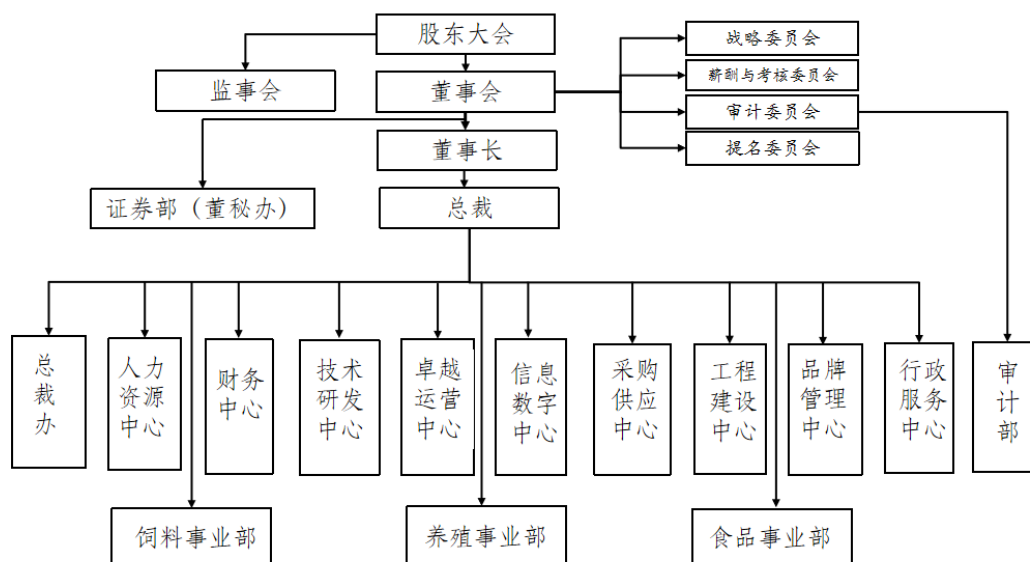 股东大会
战略委员会
监事会
董事会
薪酬与考核委员会
审计委员会
董事长
提名委员会
证券部（董秘办）
总裁
总
裁
办
人力
资源
中心
财务
中心
技术
研发
中心
卓越
运营
中心
信息
数字
中心
采购
供应
中心
工程
建设
中心
品牌
管理
中心
行政
服务
中心
审
计
部
饲料事业部
养殖事业部
食品事业部